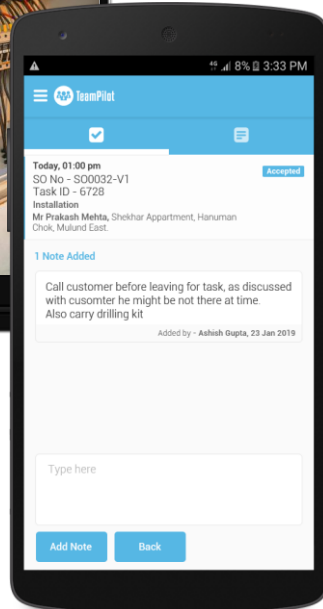 4G 8% 3:33 PM
TeamPilot
Today, 01:00 pm
Accepted
SO No - SO0032-V1
Task ID - 6728
Installation
Mr Prakash Mehta, Shekhar Appartment, Hanuman
Chok, Mulund East.
1 Note Added
Call customer before leaving for task, as discussed
with cusomter he might be not there at time.
Also carry drilling kit
Added by - Ashish Gupta, 23 Jan 2019
Type here
Add Note Back